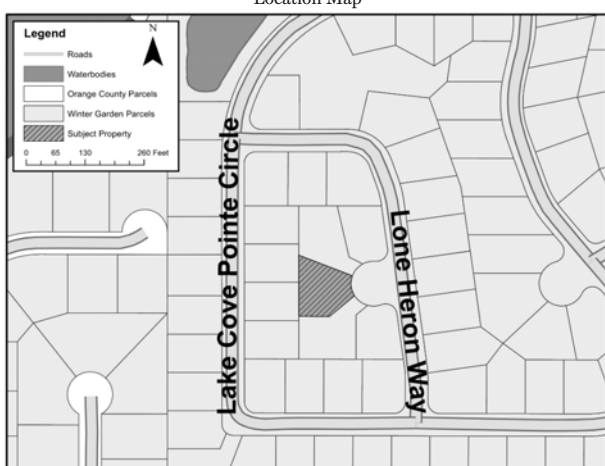 Location Map
Legend
N
Roads
Waterbodies
Orange County Parcels
Winter Garden Parcels
Subject Property
0 65 130 260 Feet
Lake Cove Pointe Circle
Lone Heron Way